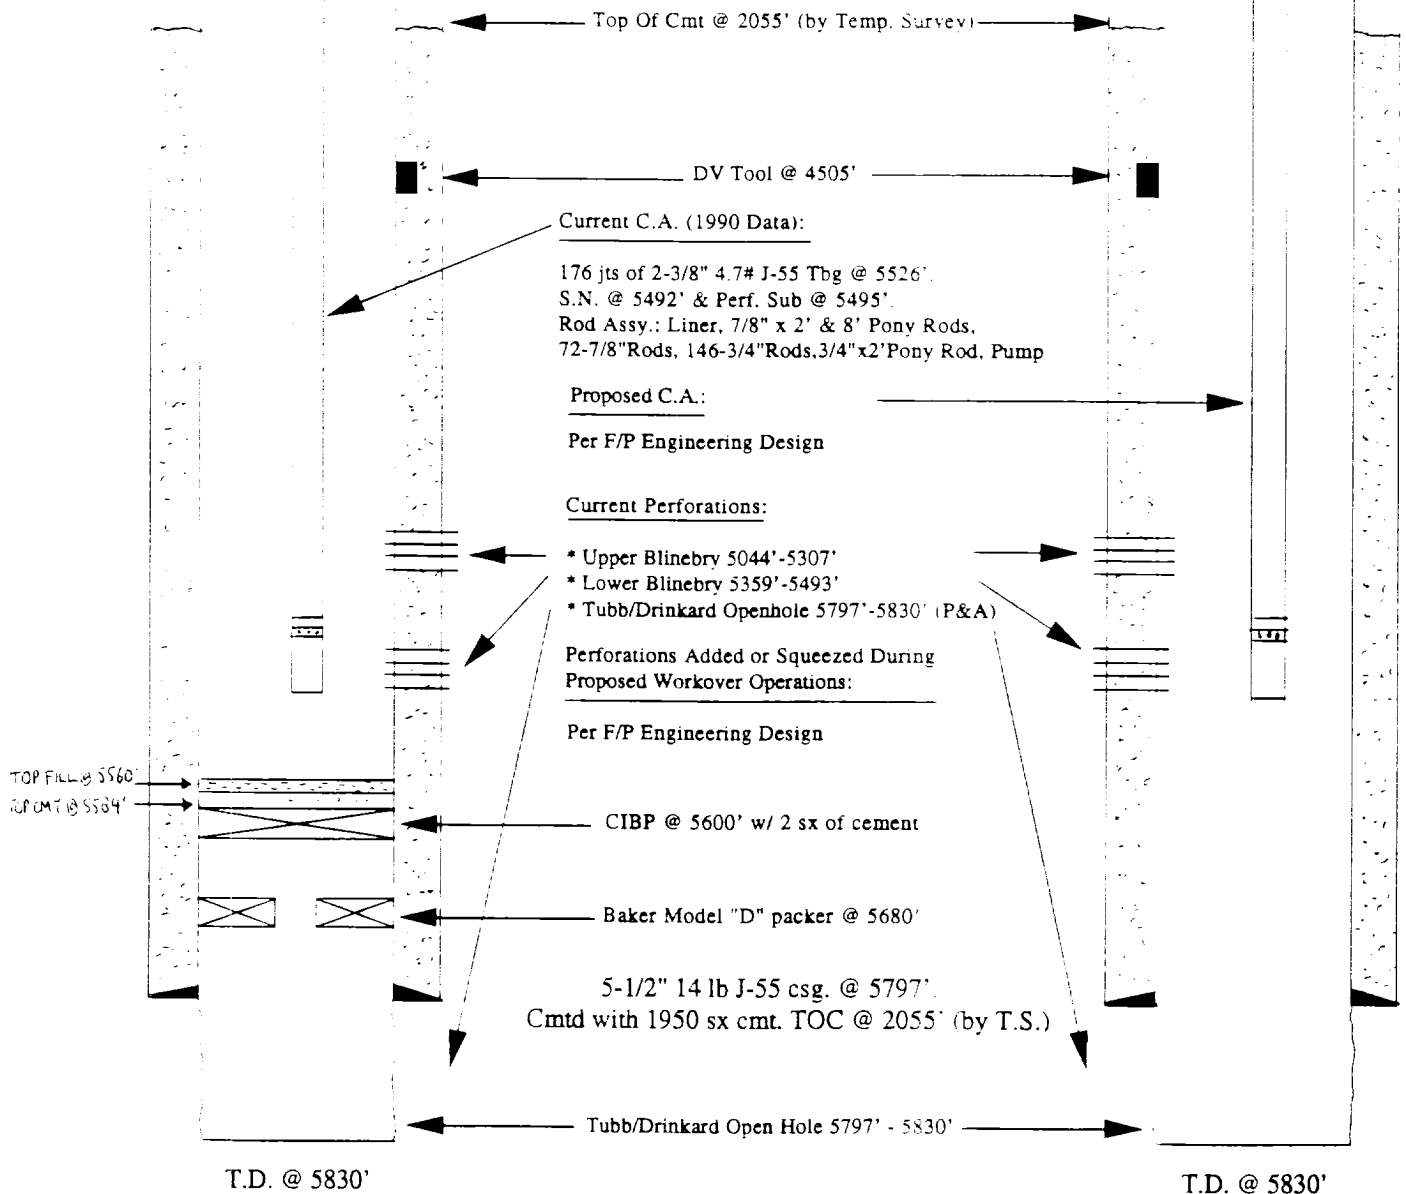 Top Of Cmt @ 2055' (by Temp. Survey)
DV Tool @ 4505'
Current C.A. (1990 Data):
176 jts of 2-3/8" 4.7# J-55 Tbg @ 5526'.
S.N. @ 5492' & Perf. Sub @ 5495'.
Rod Assy.: Liner, 7/8" x 2' & 8' Pony Rods,
72-7/8"Rods, 146-3/4"Rods,3/4"x2'Pony Rod, Pump
Proposed C.A.:
Per F/P Engineering Design
Current Perforations:
* Upper Blinebry 5044'-5307'
* Lower Blinebry 5359'-5493'
* Tubb/Drinkard Openhole 5797'-5830' (P&A)
Perforations Added or Squeezed During
Proposed Workover Operations:
Per F/P Engineering Design
TOP FILL @ 5560'
TOP CMT @ 5584'
CIBP @ 5600' w/ 2 sx of cement
Baker Model "D" packer @ 5680'
5-1/2" 14 lb J-55 csg. @ 5797'.
Cmtd with 1950 sx cmt. TOC @ 2055' (by T.S.)
Tubb/Drinkard Open Hole 5797' - 5830'
T.D. @ 5830'
T.D. @ 5830'